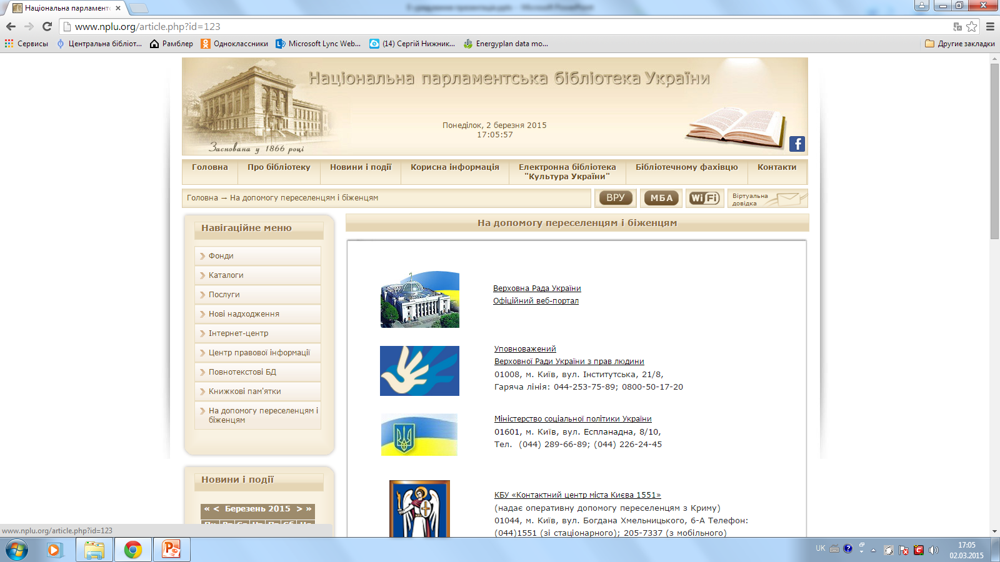 Національна парламентс
www.nplu.org/article.php?id=123
Сервисы
Центральна бібліот...
Рамблер
Одноклассники
Microsoft Lync Web...
(14) Сергій Нижник...
Energyplan data mo...
Другие закладки
Національна парламентська бібліотека України
Понеділок, 2 березня 2015
17:05:57
Заснована у 1866 році
Головна
Про бібліотеку
Новини і події
Корисна інформація
Електронна бібліотека
"Культура України"
Бібліотечному фахівцю
Контакти
Головна → На допомогу переселенцям і біженцям
ВРУ
МБА
Wi Fi
Віртуальна
довідка
Навігаційне меню
Фонди
Каталоги
Послуги
Нові надходження
Інтернет-центр
Центр правової інформації
Повнотекстові БД
Книжкові пам'ятки
На допомогу переселенцям і
біженцям
Новини і події
« < Березень 2015 > »
На допомогу переселенцям і біженцям
Верховна Рада України
Офіційний веб-портал
Уповноважений
Верховної Ради України з прав людини
01008, м. Київ, вул. Інститутська, 21/8,
Гаряча лінія: 044-253-75-89; 0800-50-17-20
Міністерство соціальної політики України
01601, м. Київ, вул. Еспланадна, 8/10,
Тел. (044) 289-66-89; (044) 226-24-45
КБУ «Контактний центр міста Києва 1551»
(надає оперативну допомогу переселенцям з Криму)
01044, м. Київ, вул. Богдана Хмельницького, 6-А Телефон:
(044)1551 (зі стаціонарного); 205-7337 (з мобільного)
www.nplu.org/article.php?id=123
UK
17:05
02.03.2015